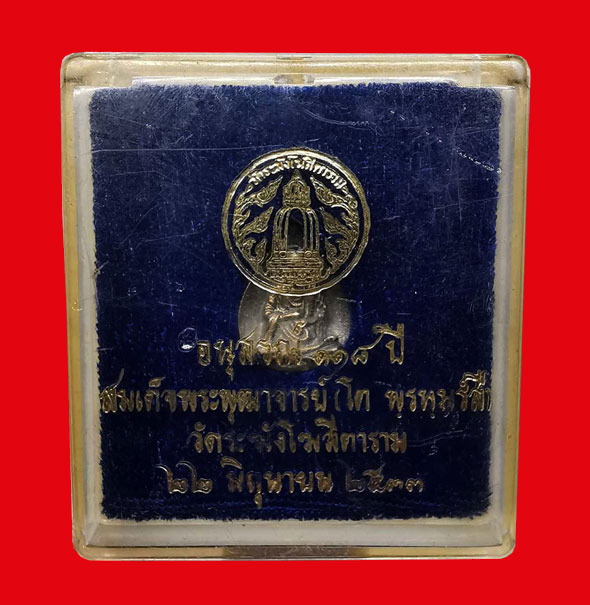 วัดระฆังโฆสิตาราม
อนุสรณ์ ๑๑๘ ปี
สมเด็จพระพุฒาจารย์ (โต พรหมรังสี)
วัดระฆังโฆสิตาราม
๒๒ มิถุนายน ๒๕๓๓